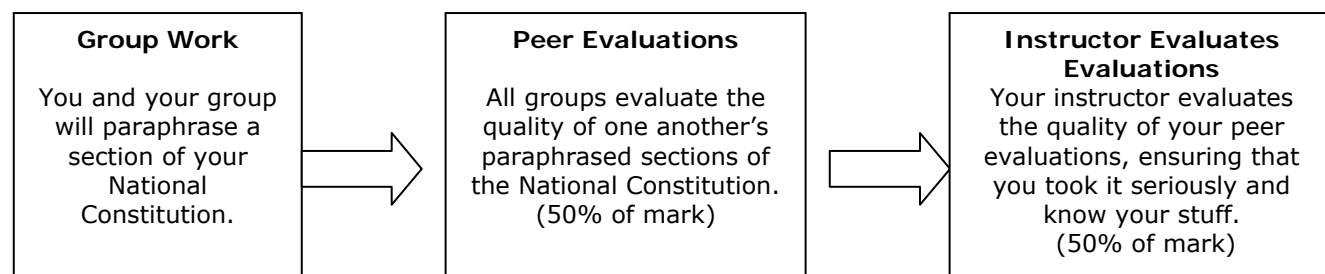 Group Work
You and your group
will paraphrase a
section of your
National
Constitution.
Peer Evaluations
All groups evaluate the
quality of one another’s
paraphrased sections of
the National Constitution.
(50% of mark)
Instructor Evaluates
Evaluations
Your instructor evaluates
the quality of your peer
evaluations, ensuring that
you took it seriously and
know your stuff.
(50% of mark)